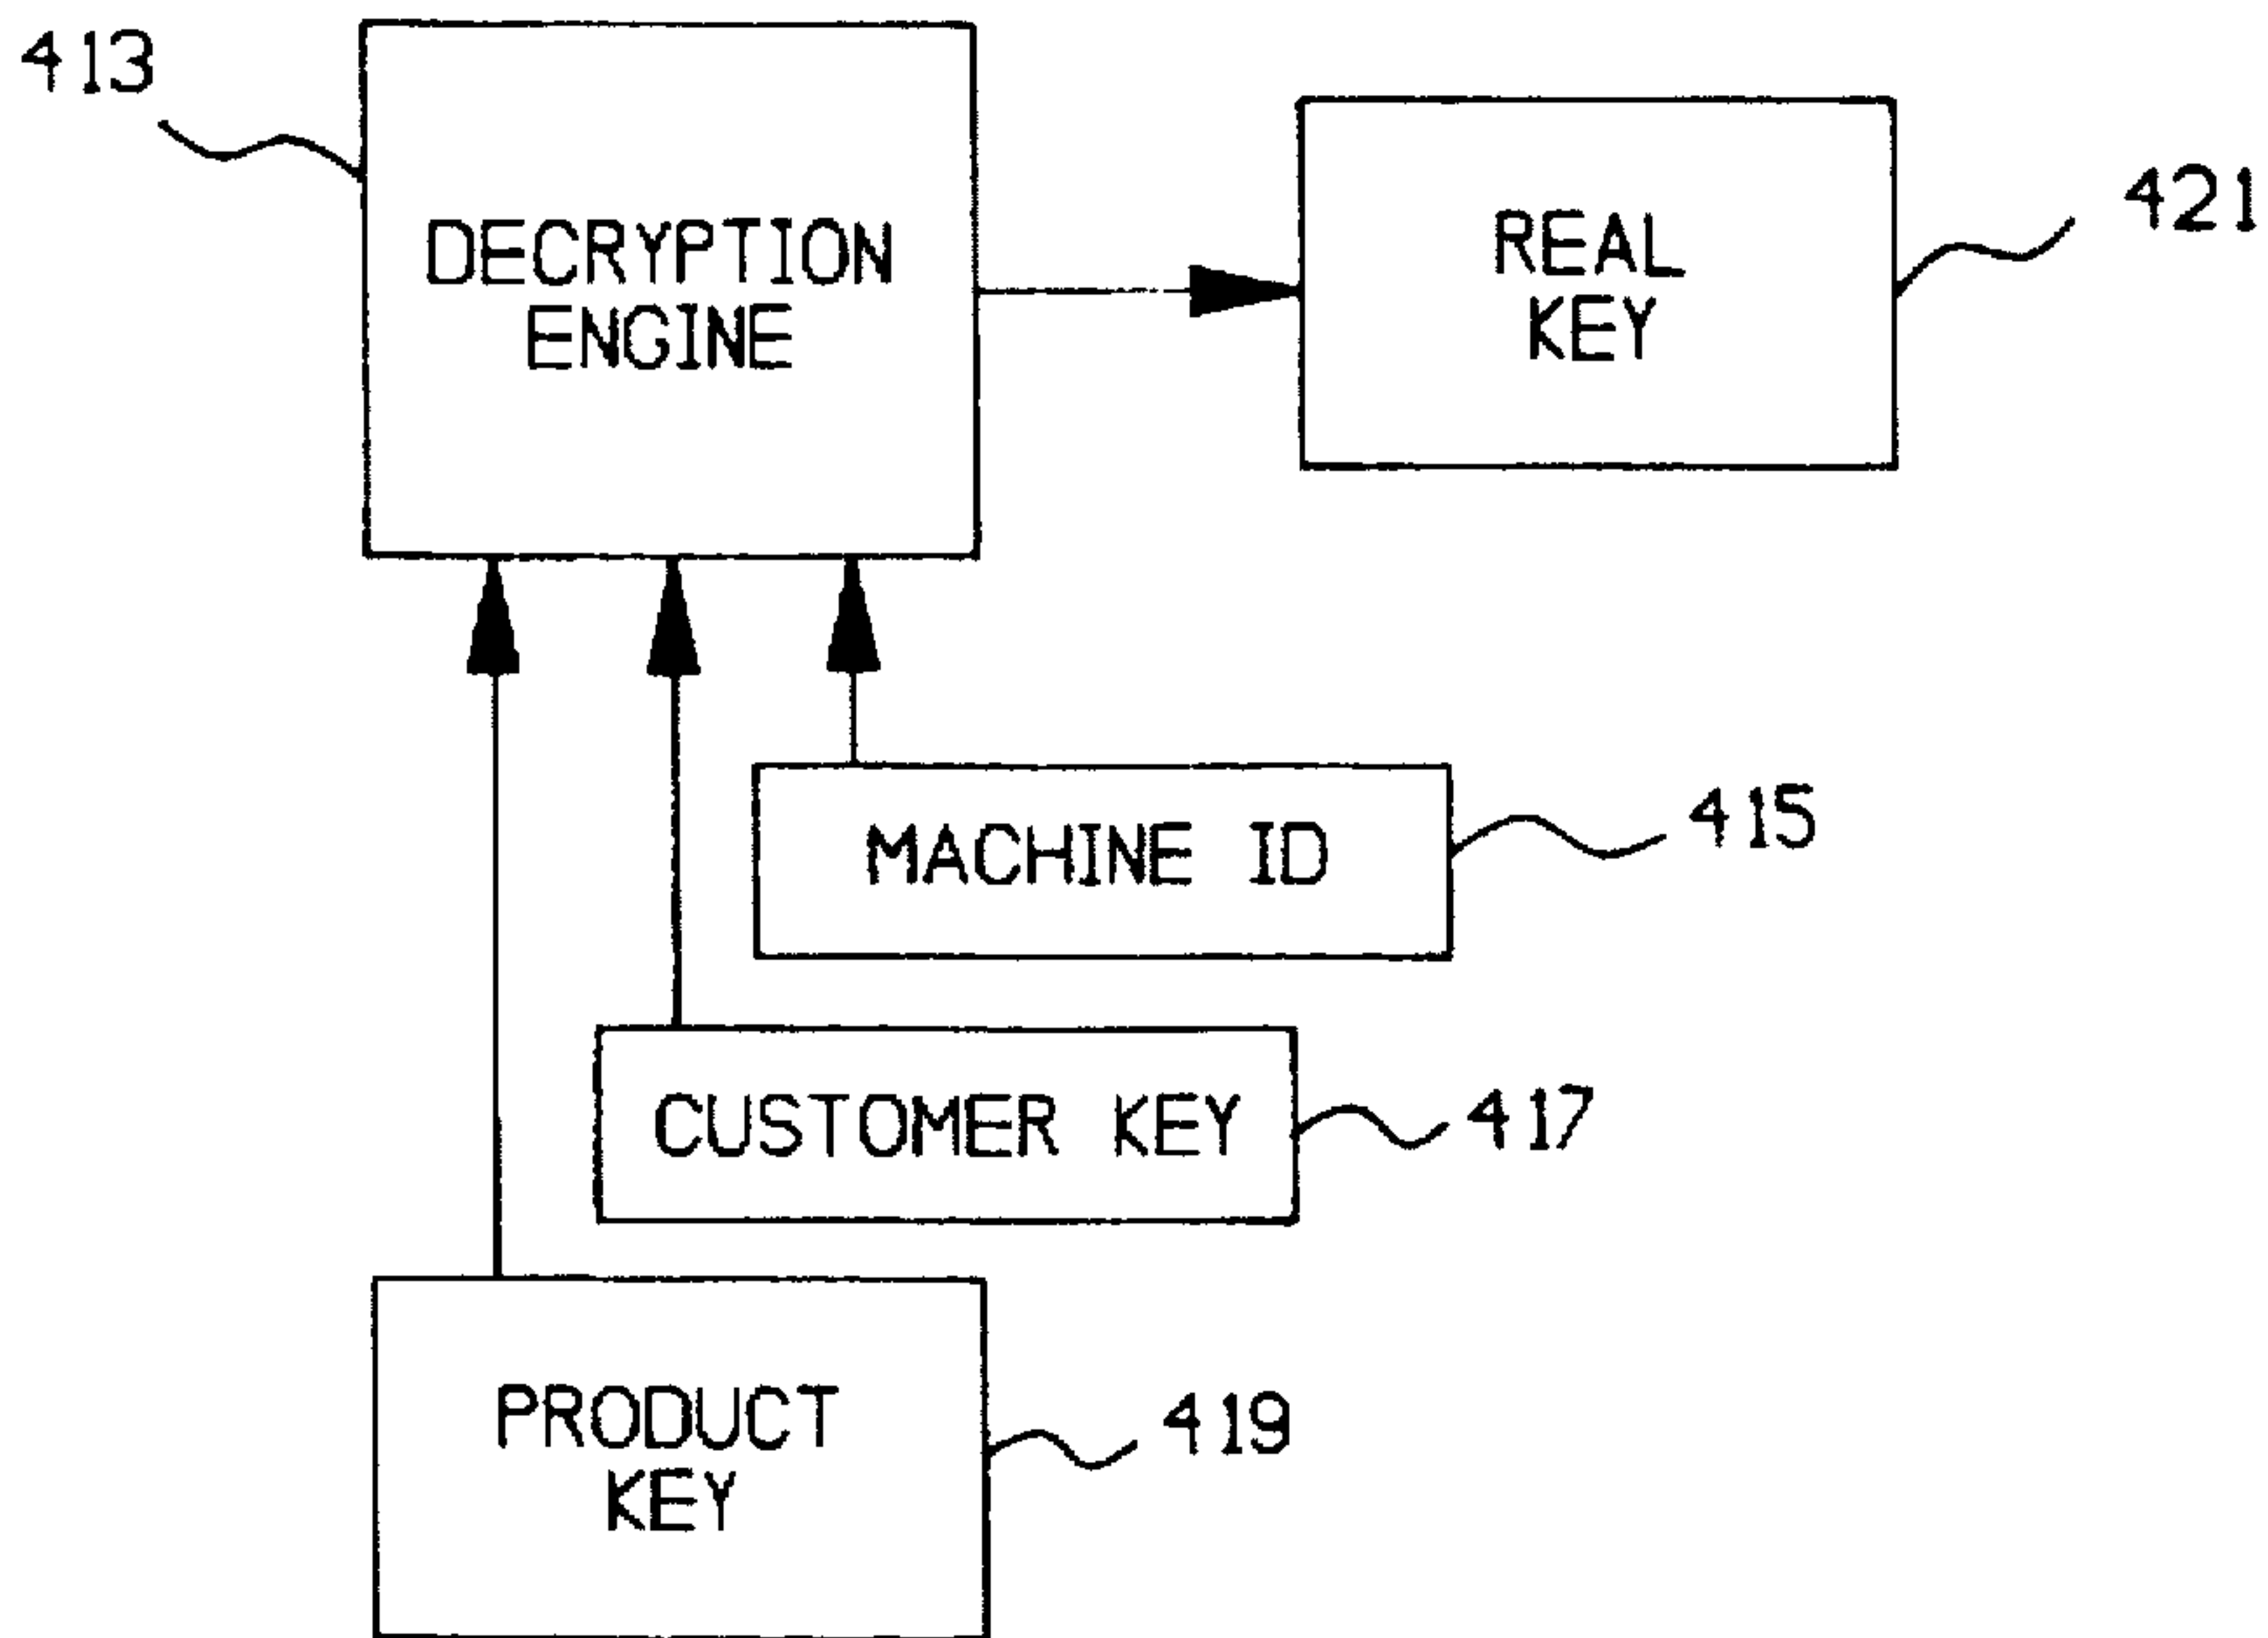 413
DECRYPTION
ENGINE
REAL
KEY
421
MACHINE ID
415
CUSTOMER KEY
417
PRODUCT
KEY
419